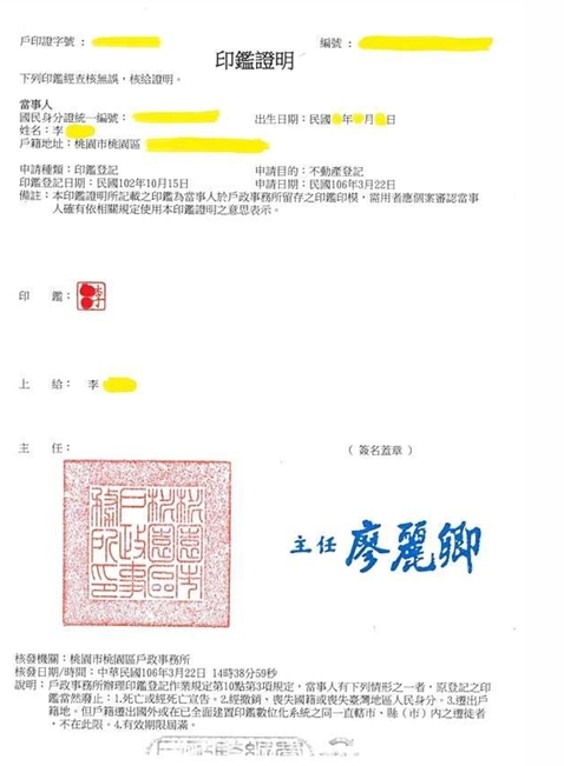 戶印證字號：
編號：
印鑑證明
下列印鑑經查核無誤，核給證明。
當事人
國民身分證統一編號：
出生日期：民國 年 月 日
姓名：李
戶籍地址：桃園市桃園區
申請種類：印鑑登記
申請目的：不動產登記
印鑑登記日期：民國102年10月15日
申請日期：民國106年3月22日
備註：本印鑑證明所記載之印鑑為當事人於戶政事務所留存之印鑑印模，需用者應個案審認當事
人確有依相關規定使用本印鑑證明之意思表示。
印 鑑：
李
上 給： 李
主 任：
（ 簽名蓋章 ）
桃園市桃園區戶政事務所印
主任 廖麗卿
核發機關：桃園市桃園區戶政事務所
核發日期/時間：中華民國106年3月22日 14時38分59秒
說明：戶政事務所辦理印鑑登記作業規定第10點第3項規定，當事人有下列情形之一者，原登記之印
鑑當然廢止：1.死亡或經死亡宣告。2.經撤銷、喪失國籍或喪失臺灣地區人民身分。3.遷出戶
籍地。但戶籍遷出國外或在已全面建置印鑑數位化系統之同一直轄市、縣（市）內之遷徙者
，不在此限。4.有效期限屆滿。